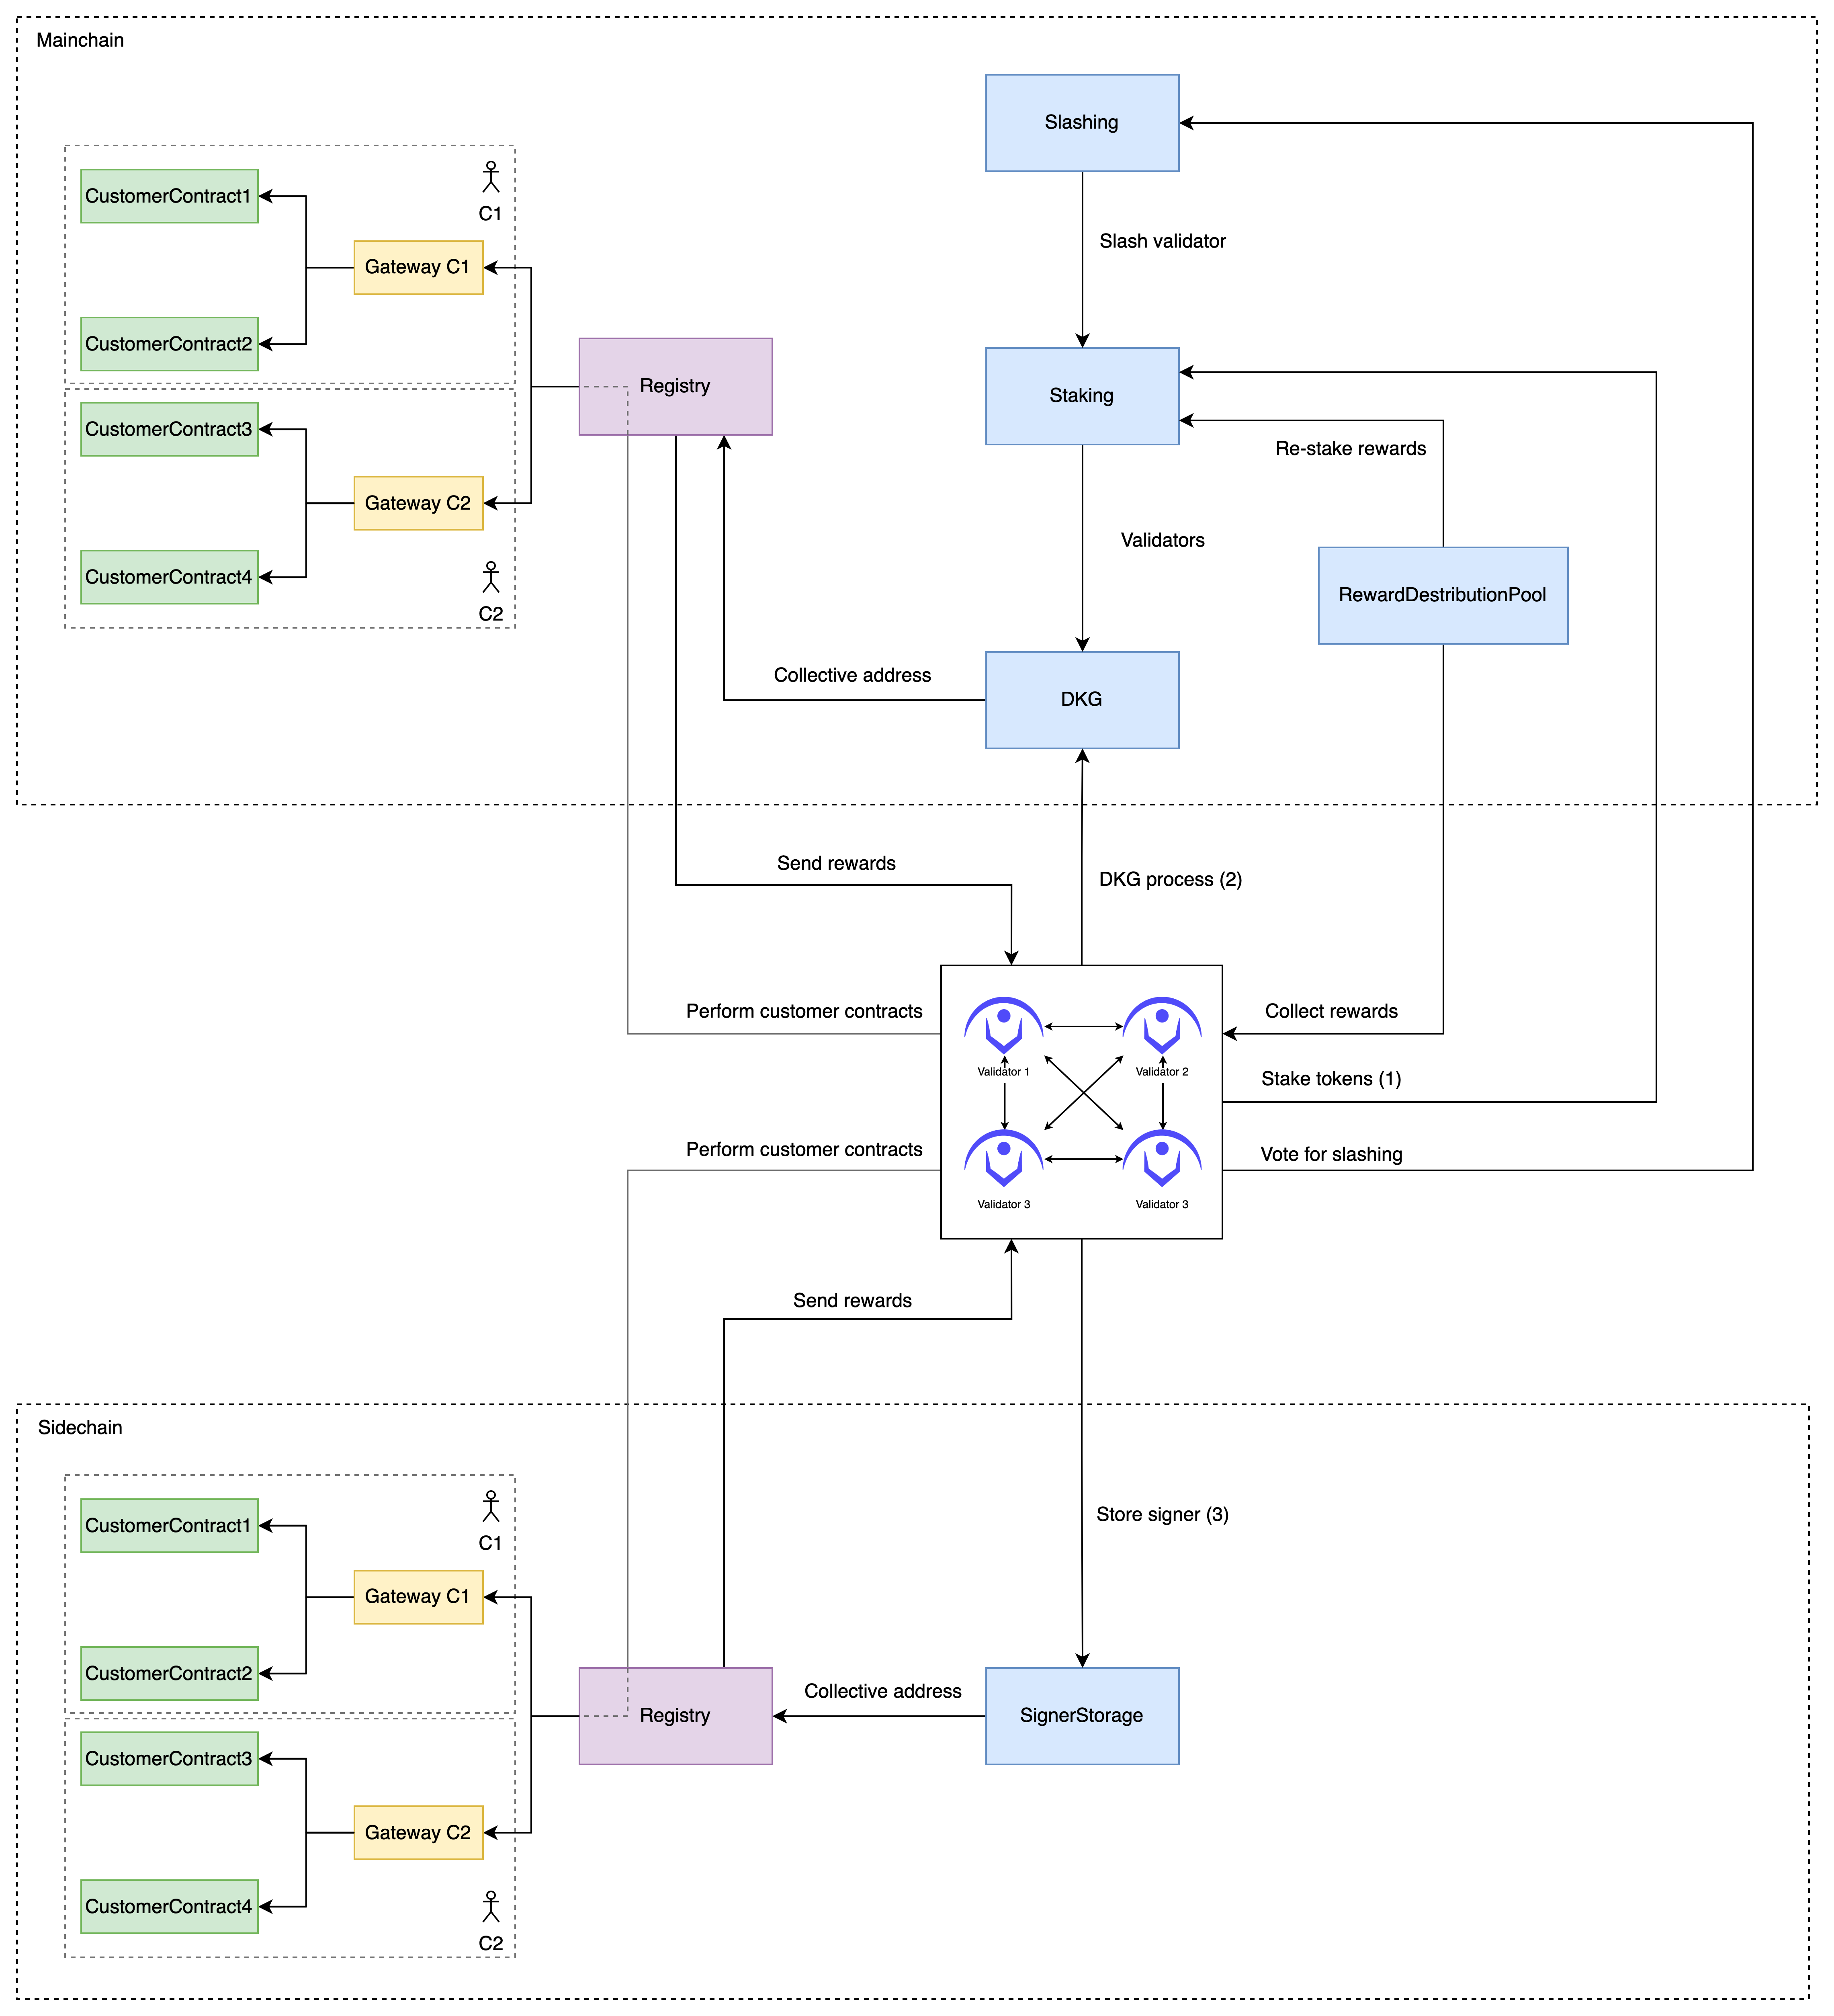 Mainchain
Slashing
CustomerContract1
C1
Slash validator
Gateway C1
CustomerContract2
Registry
Staking
CustomerContract3
Re-stake rewards
Gateway C2
Validators
CustomerContract4
C2
RewardDestributionPool
Collective address
DKG
Send rewards
DKG process (2)
Perform customer contracts
Collect rewards
Validator 1
Validator 2
Stake tokens (1)
Perform customer contracts
Vote for slashing
Validator 3
Validator 3
Send rewards
Sidechain
Store signer (3)
CustomerContract1
C1
Gateway C1
CustomerContract2
Collective address
Registry
SignerStorage
CustomerContract3
Gateway C2
CustomerContract4
C2